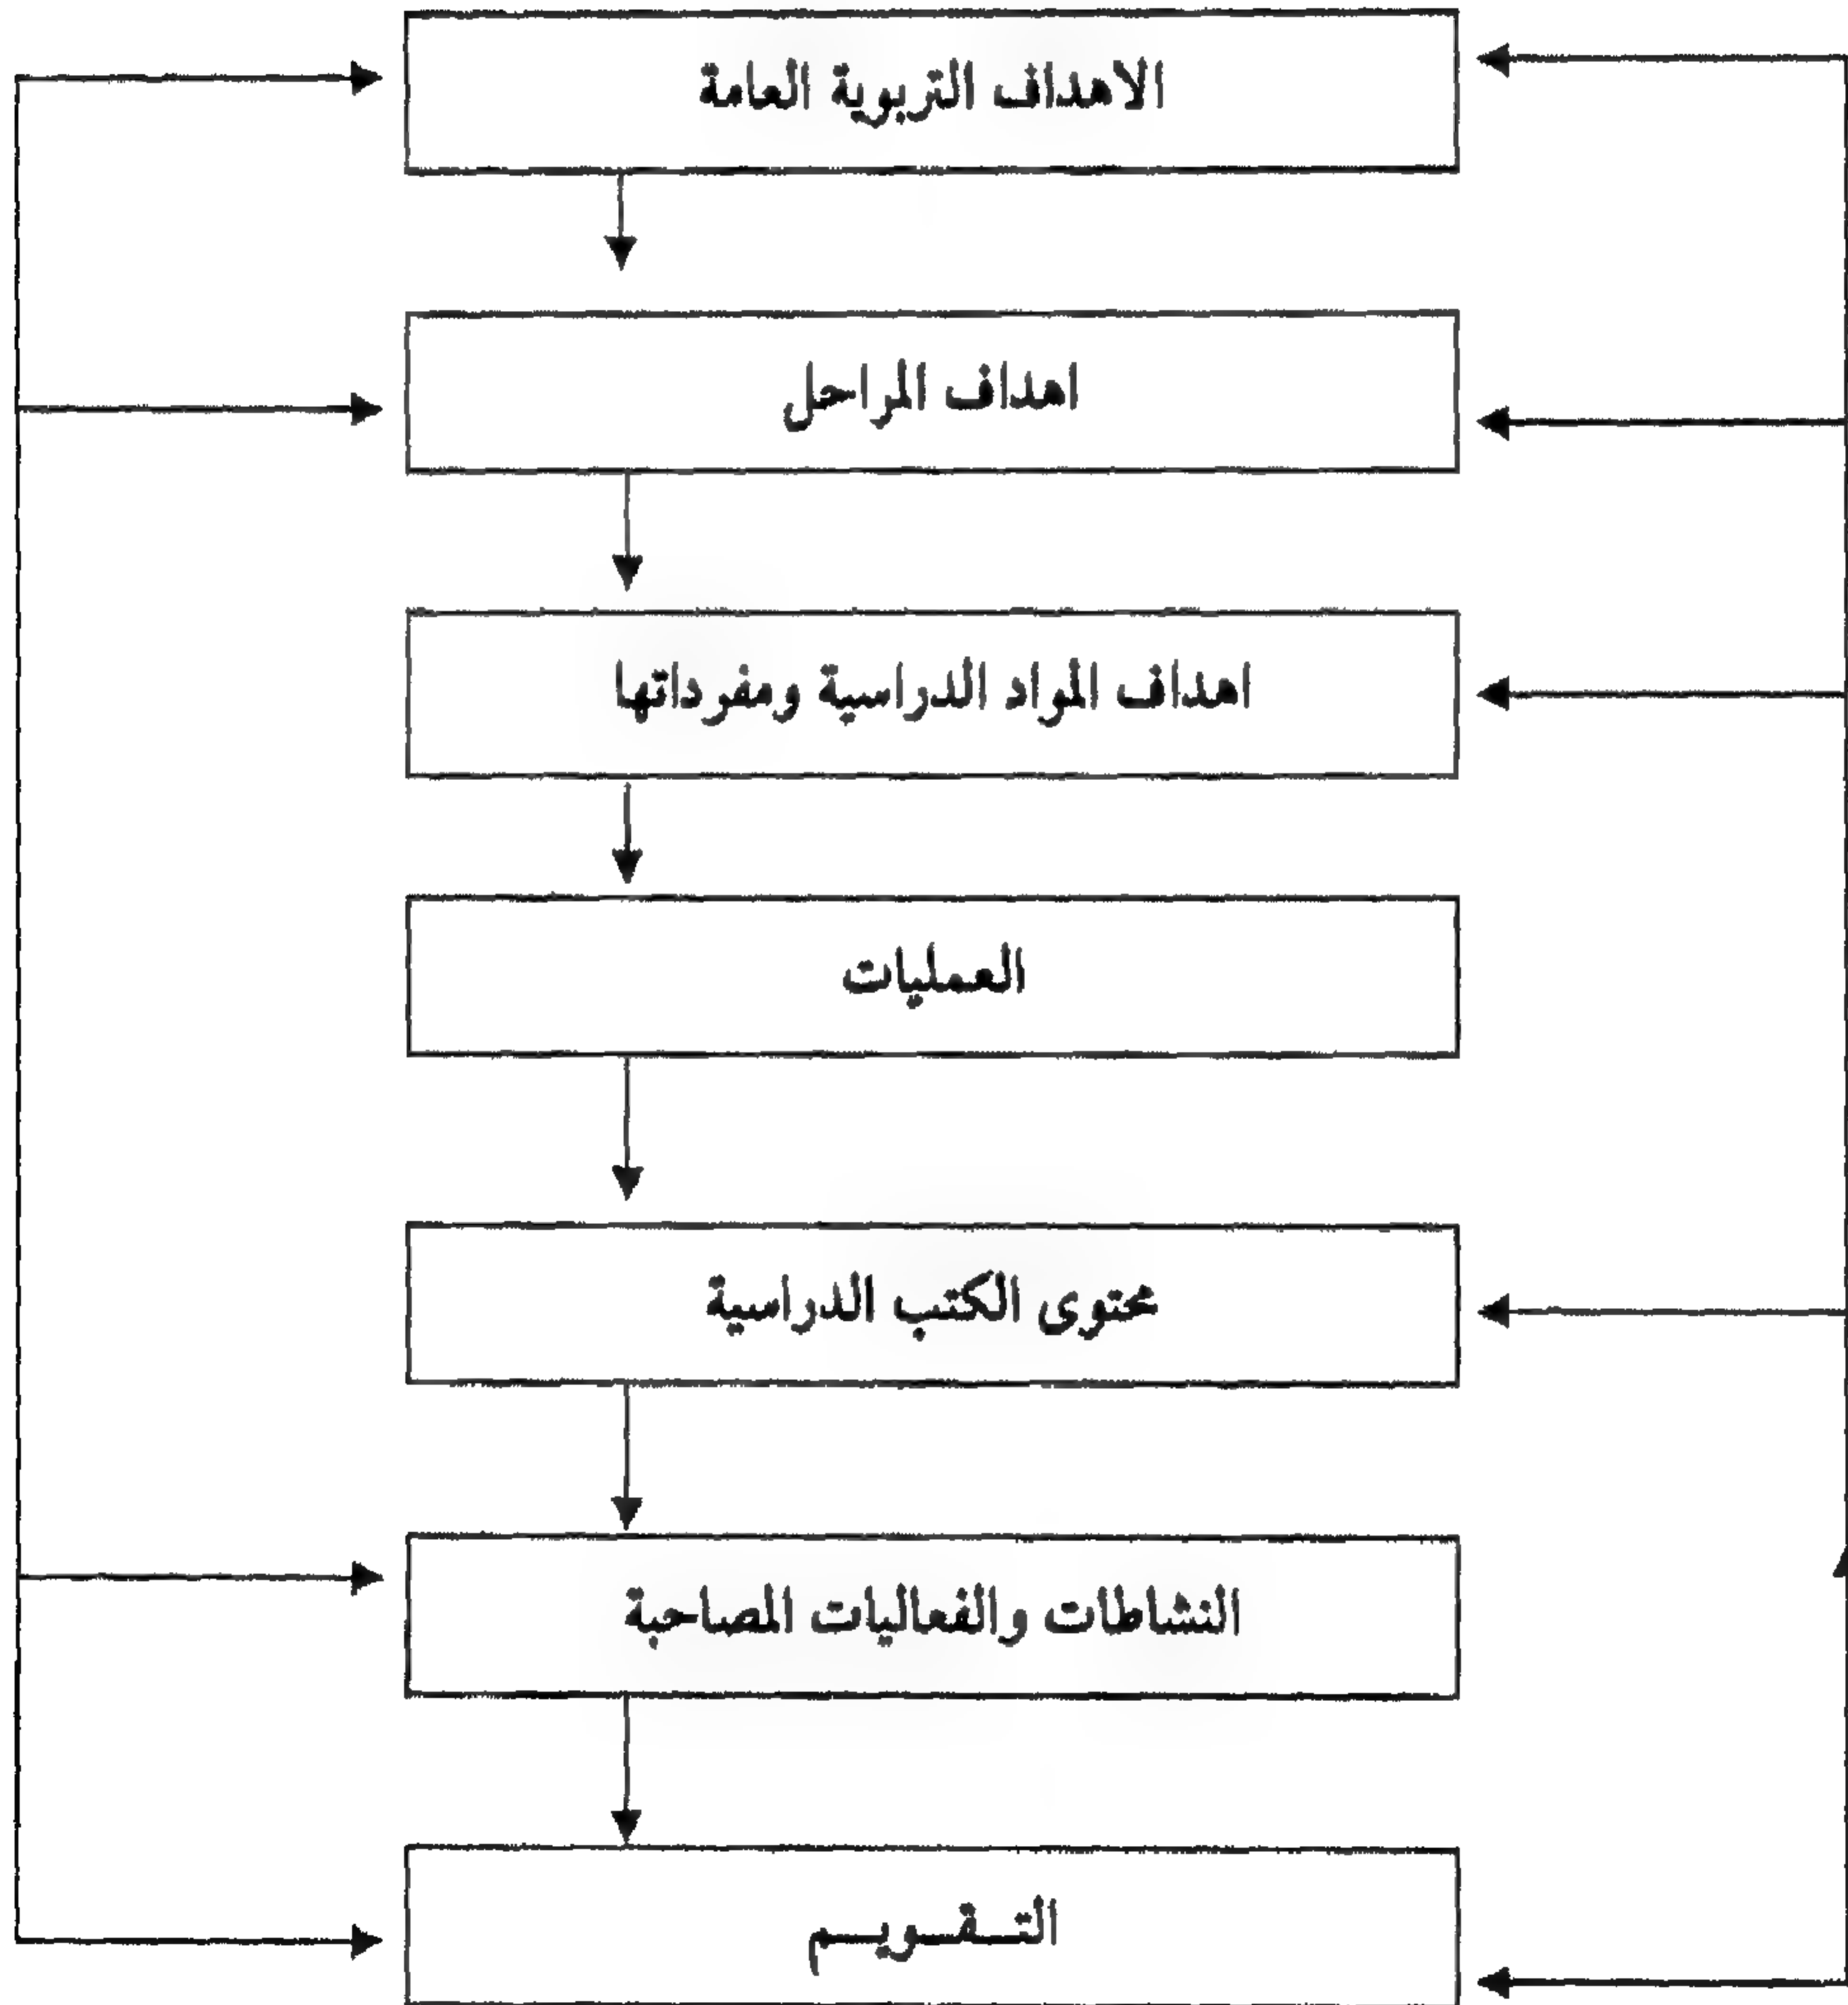 الاهداف التربوية العامة
اهداف المراحل
اهداف المواد الدراسية ومفرداتها
العمليات
محتوى الكتب الدراسية
النشاطات والفعاليات المصاحبة
التـقـويـم